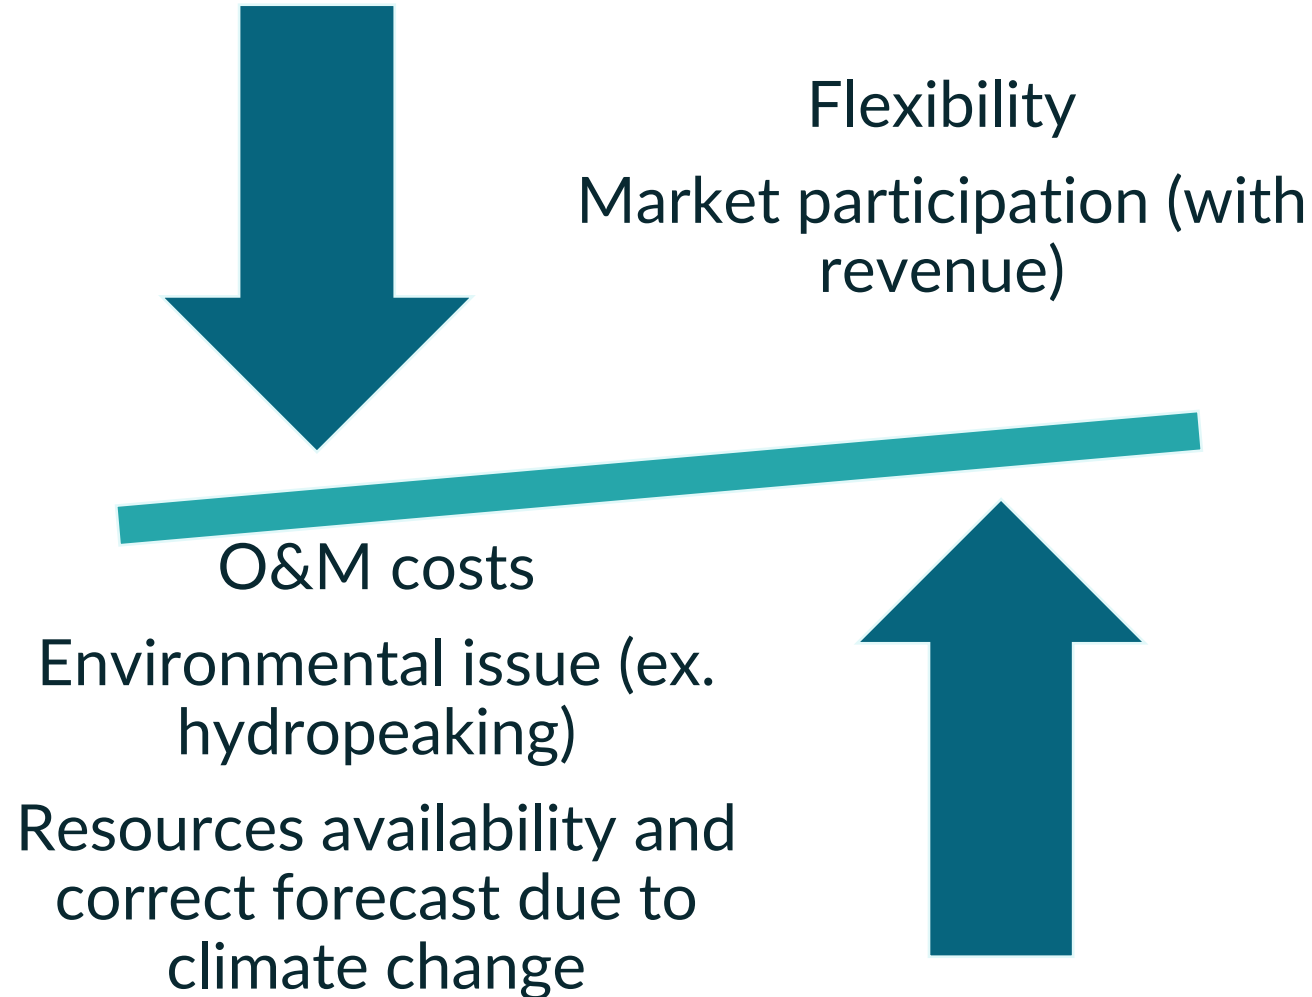 Flexibility
Market participation (with
revenue)
O&M costs
Environmental issue (ex.
hydropeaking)
Resources availability and
correct forecast due to
climate change